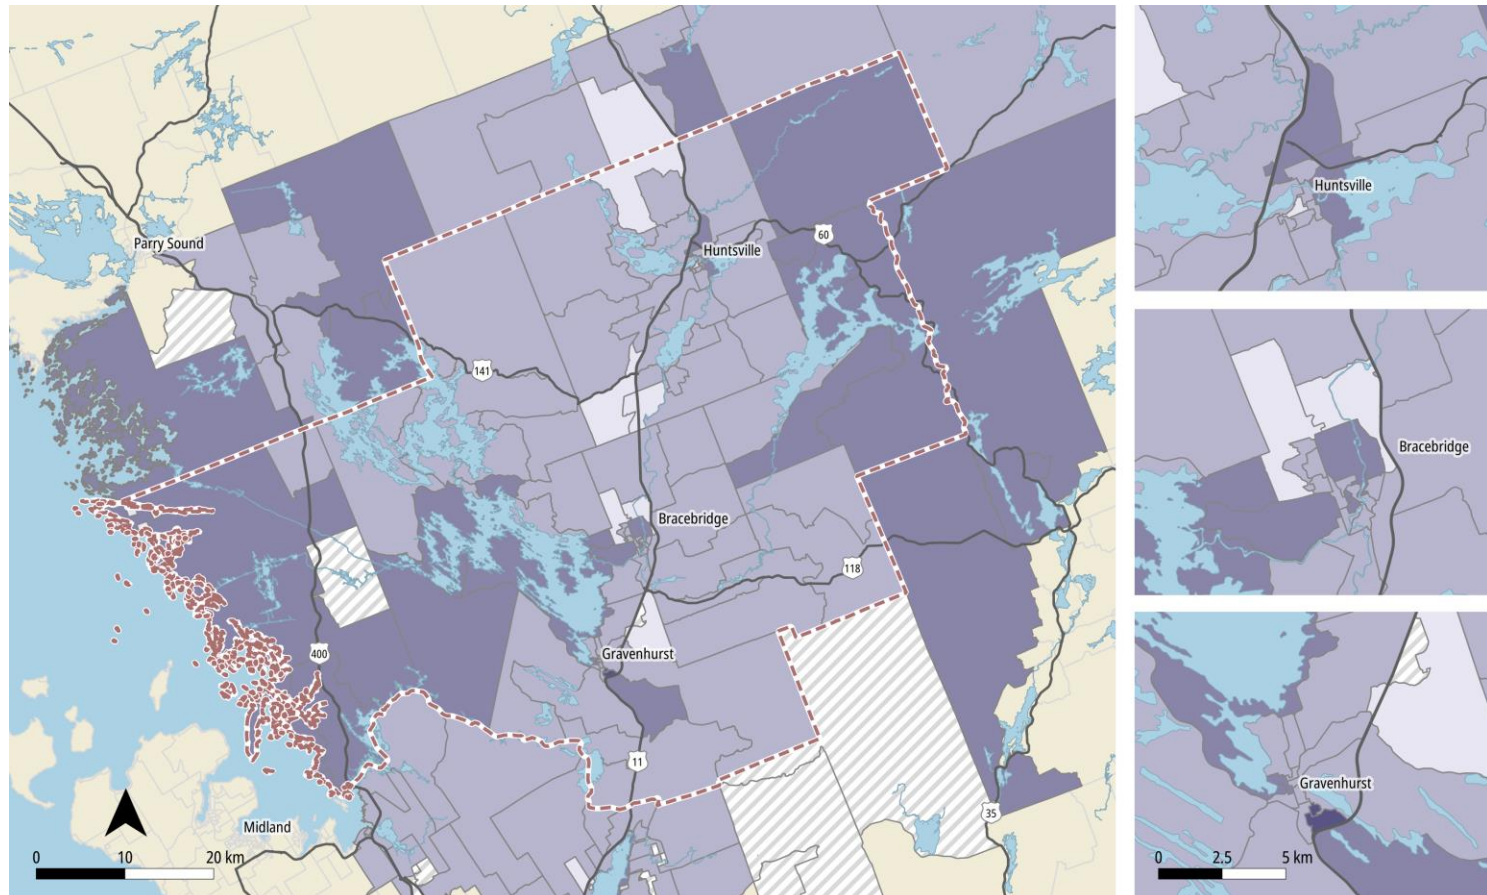 Parry Sound
Huntsville
60
141
Bracebridge
118
400
Gravenhurst
11
35
Midland
0 10 20 km
Huntsville
Bracebridge
Gravenhurst
0 2.5 5 km